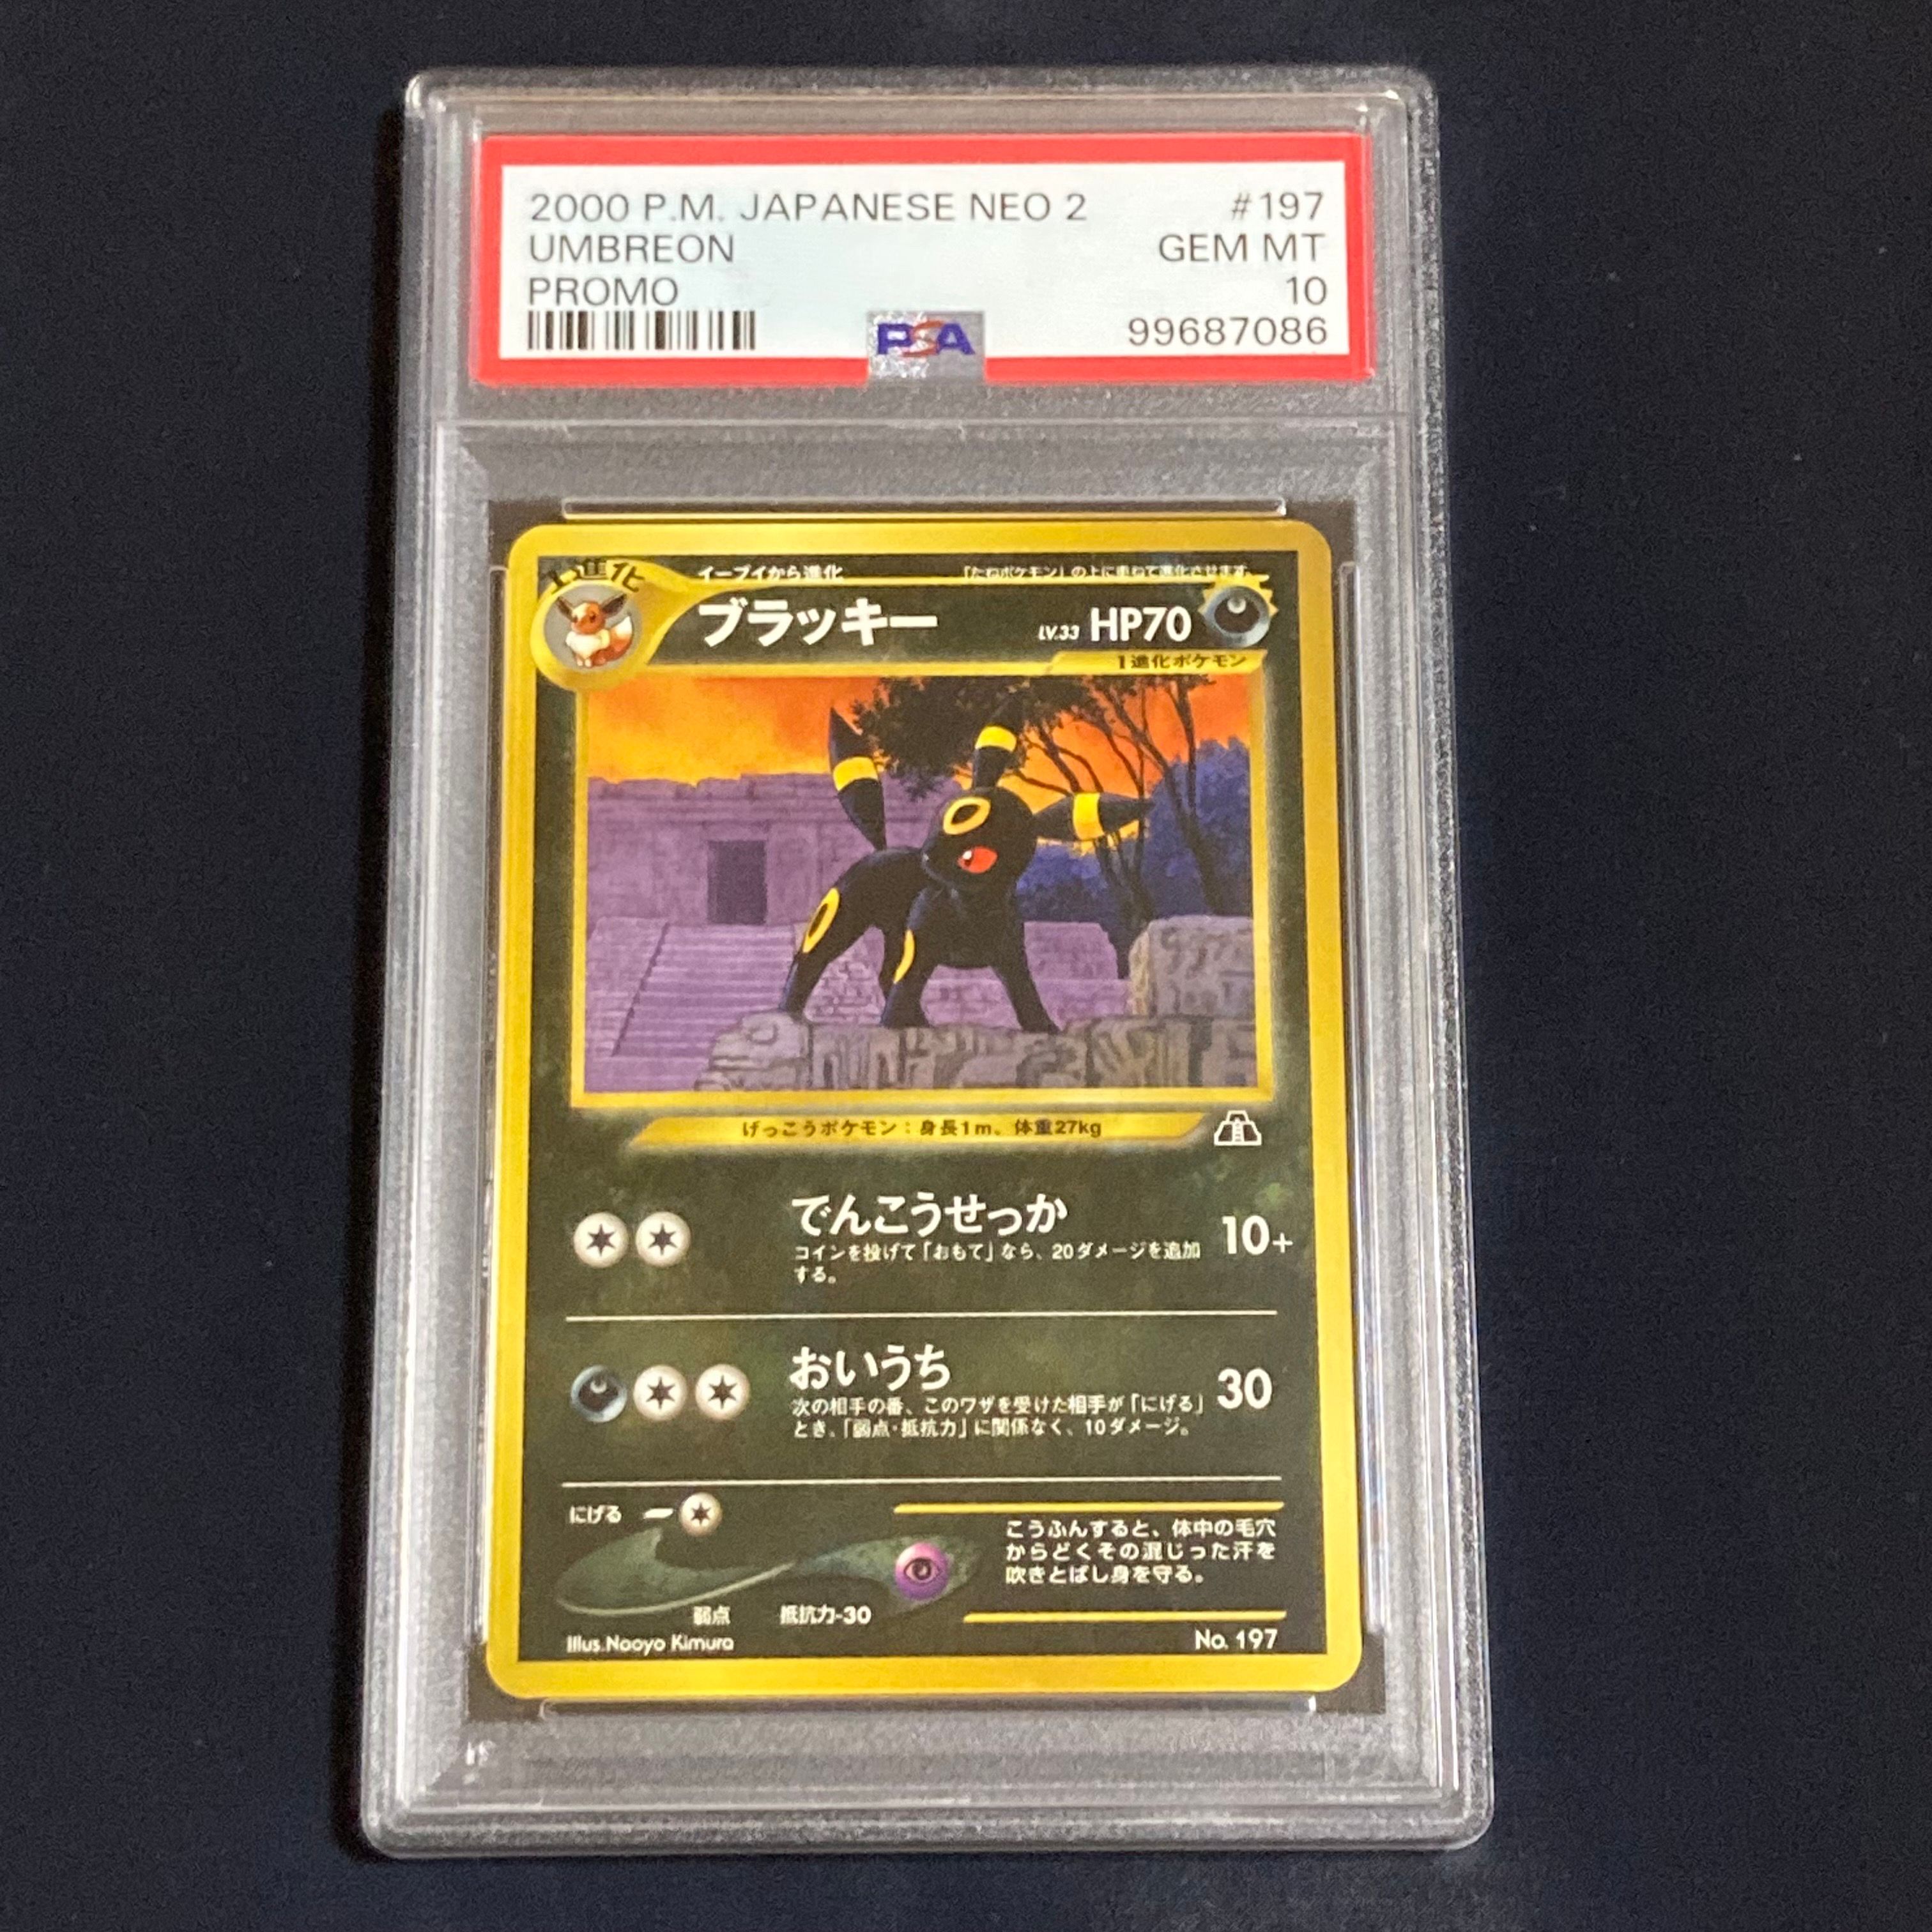 2000 P.M. JAPANESE NEO 2 #197
UMBREON GEM MT
PROMO 10
PSA 99687086
1進化 イーブイから進化 「たねポケモン」の上に重ねて進化させます。
ブラッキー LV.33 HP70
1進化ポケモン
げっこうポケモン：身長1m、体重27kg
でんこうせっか 10+
コインを投げて「おもて」なら、20ダメージを追加
する。
おいうち 30
次の相手の番、このワザを受けた相手が「にげる」
とき、「弱点・抵抗力」に関係なく、10ダメージ。
にげる
弱点 抵抗力-30
こうふんすると、体中の毛穴
からどくその混じった汗を
吹きとばし身を守る。
Illus. Naoyo Kimura No. 197